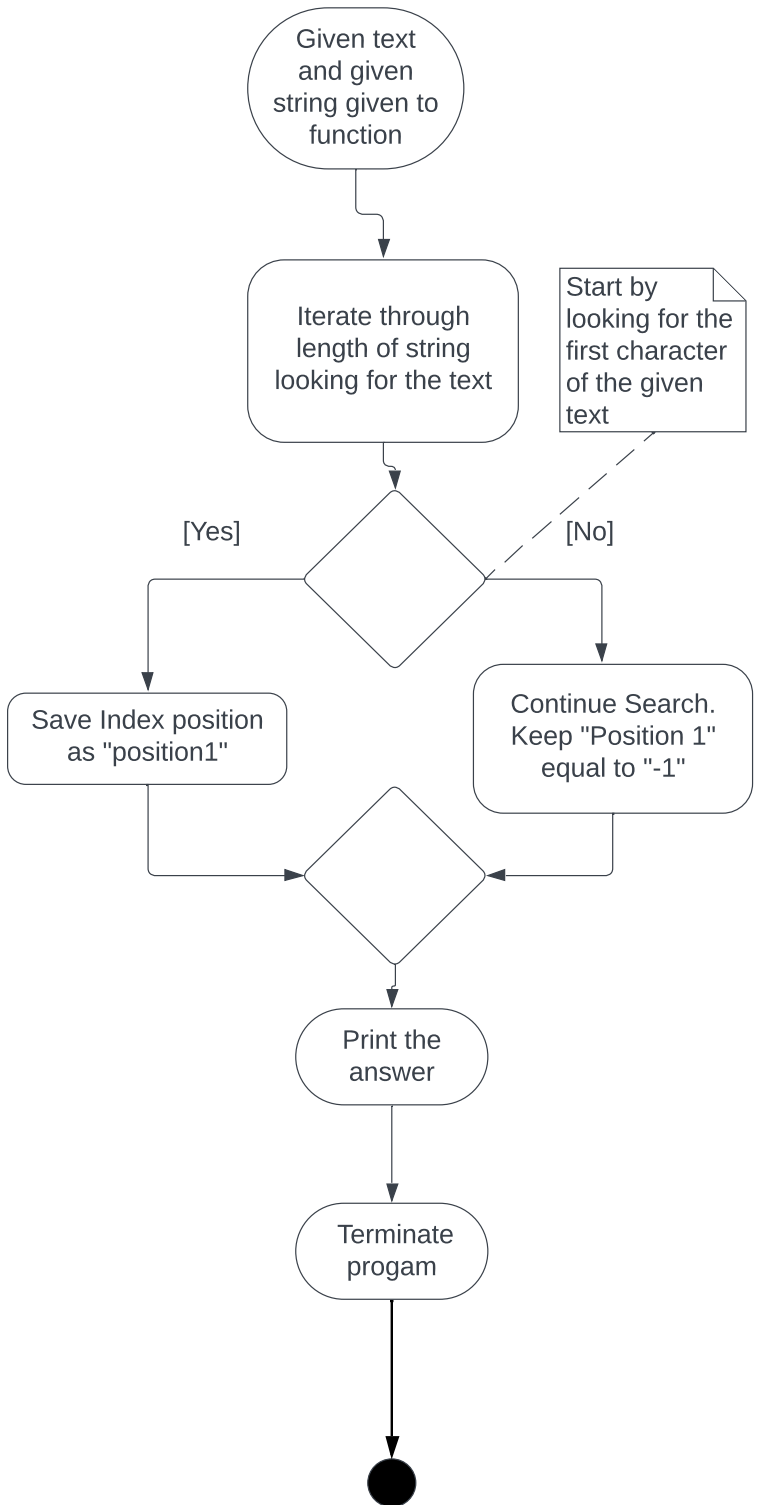 Given text
and given
string given to
function
Iterate through
length of string
looking for the text
Start by
looking for the
first character
of the given
text
[Yes]
[No]
Save Index position
as "position1"
Continue Search.
Keep "Position 1"
equal to "-1"
Print the
answer
Terminate
progam